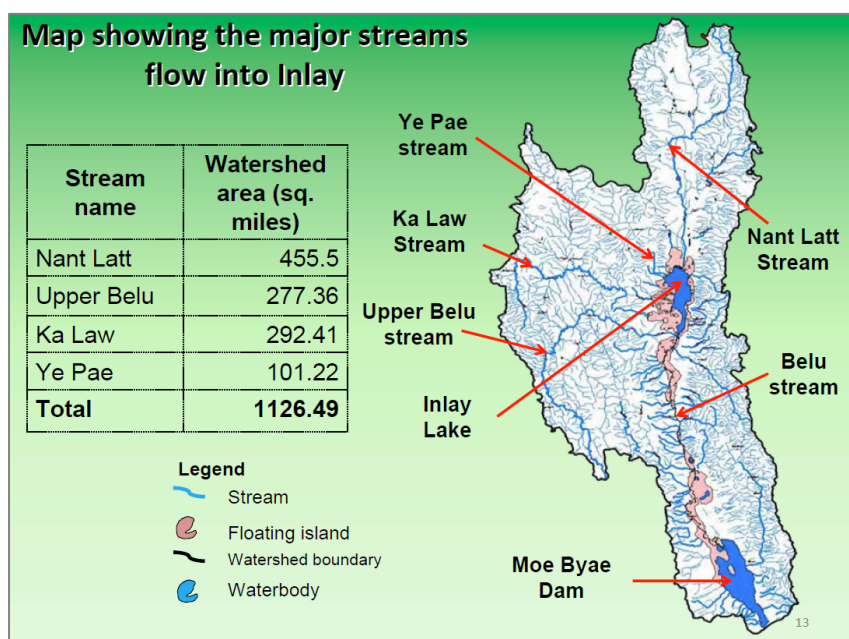 Map showing the major streams
flow into Inlay
Stream
name
Watershed
area (sq.
miles)
Nant Latt 455.5
Upper Belu 277.36
Ka Law 292.41
Ye Pae 101.22
Total 1126.49
Legend
Stream
Floating island
Watershed boundary
Waterbody
Ye Pae
stream
Ka Law
Stream
Upper Belu
stream
Inlay
Lake
Nant Latt
Stream
Belu
stream
Moe Byae
Dam
13